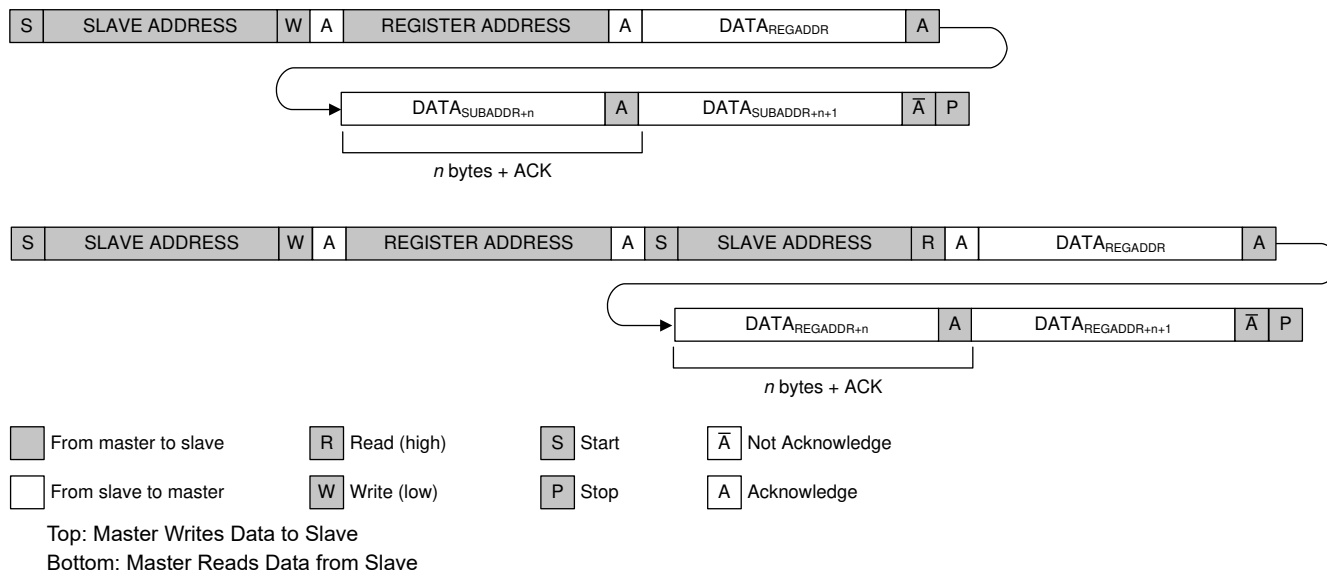 S SLAVE ADDRESS W A REGISTER ADDRESS A DATAREGADDR A
DATASUBADDR+n A DATASUBADDR+n+1 A̅ P
n bytes + ACK
S SLAVE ADDRESS W A REGISTER ADDRESS A S SLAVE ADDRESS R A DATAREGADDR A
DATAREGADDR+n A DATAREGADDR+n+1 A̅ P
n bytes + ACK
From master to slave R Read (high) S Start A̅ Not Acknowledge
From slave to master W Write (low) P Stop A Acknowledge
Top: Master Writes Data to Slave
Bottom: Master Reads Data from Slave